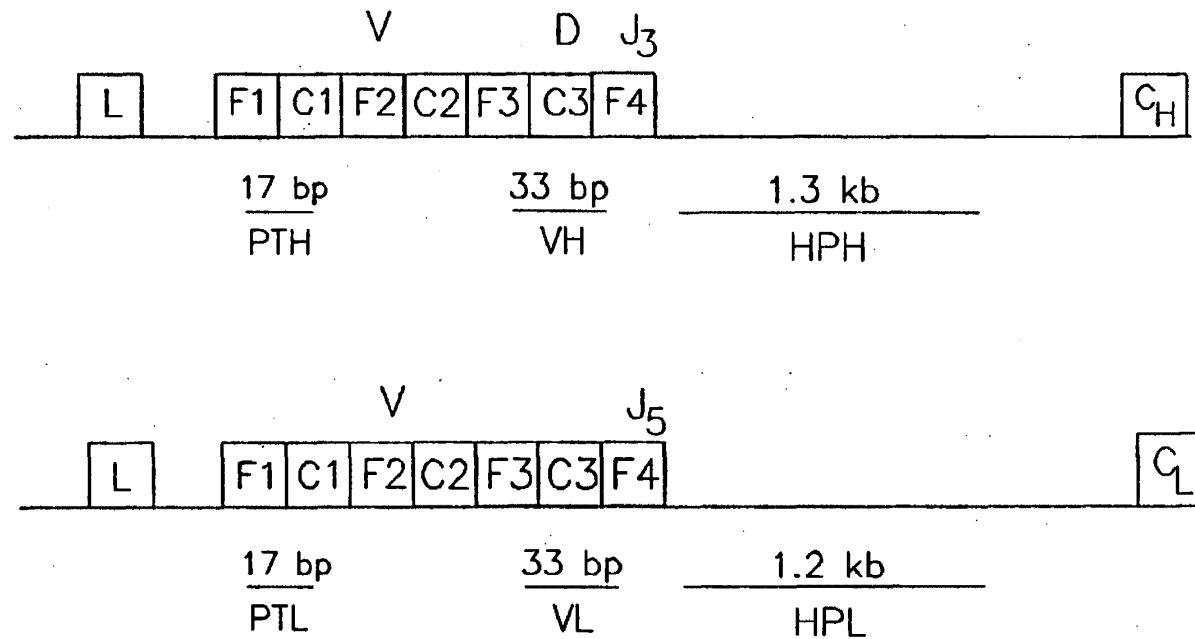 V D J3
L F1 C1 F2 C2 F3 C3 F4 CH
17 bp 33 bp 1.3 kb
PTH VH HPH
V J5
L F1 C1 F2 C2 F3 C3 F4 CL
17 bp 33 bp 1.2 kb
PTL VL HPL